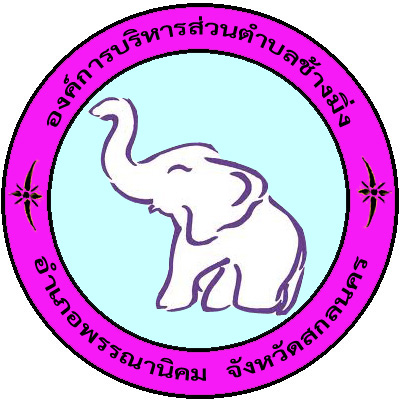 องค์การบริหารส่วนตำบลช้างมิ่ง
อำเภอพรรณานิคม จังหวัดสกลนคร